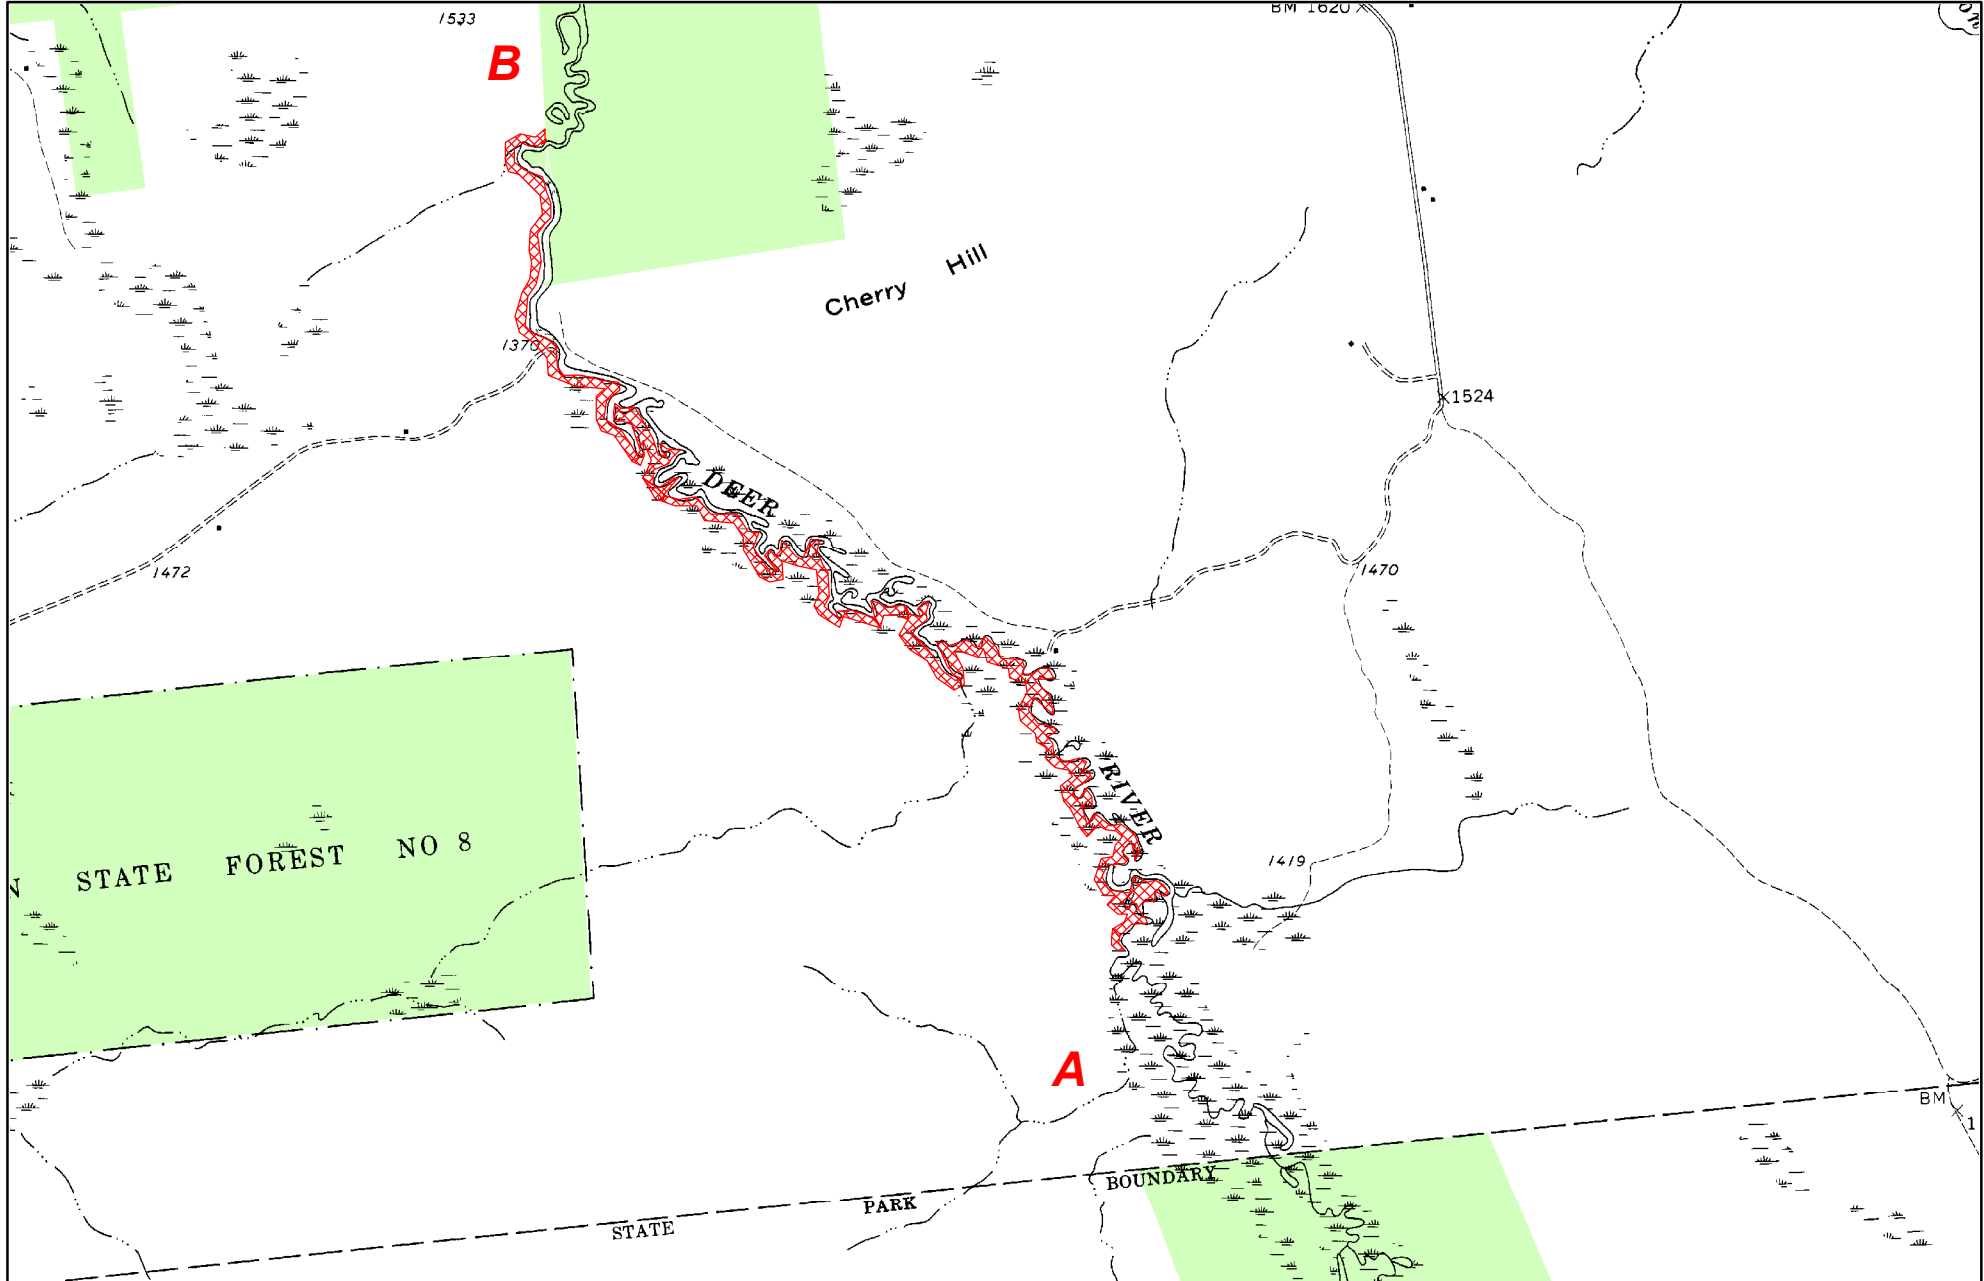 1533
BM 1620
B
Cherry Hill
1370
1524
DEER
1472
1470
RIVER
STATE FOREST NO 8
1419
A
BM
1
STATE PARK BOUNDARY